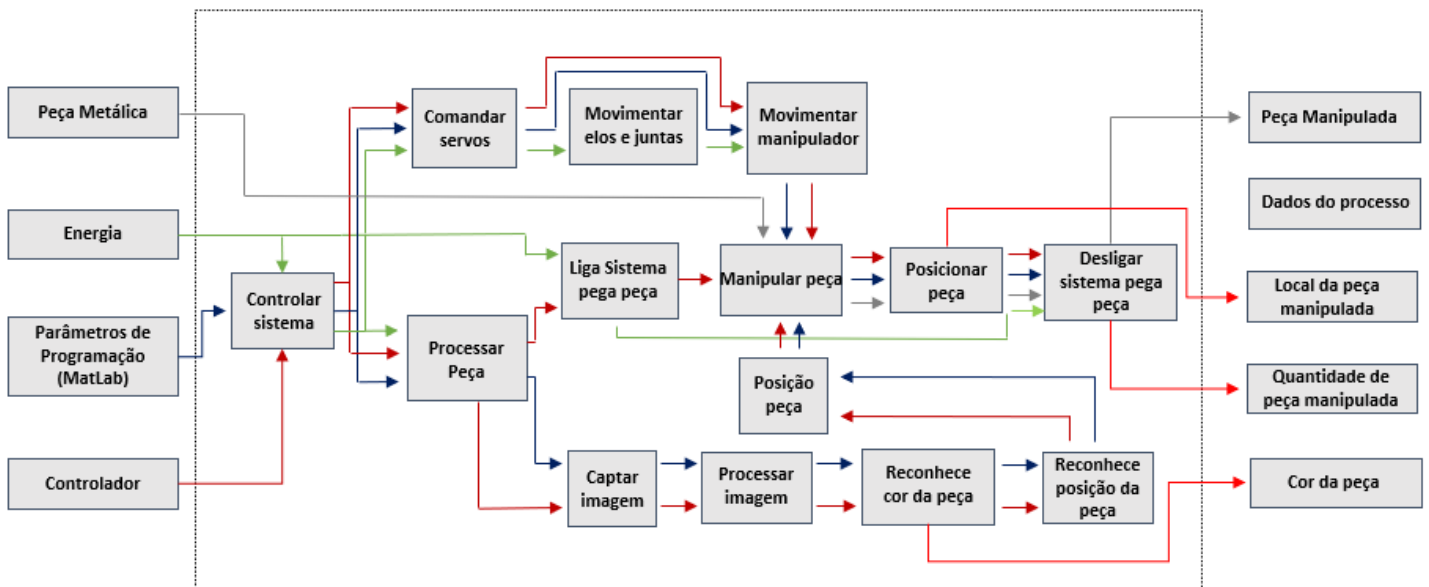 Peça Metálica
Energia
Parâmetros de
Programação
(MatLab)
Controlador
Controlar
sistema
Comandar
servos
Movimentar
elos e juntas
Movimentar
manipulador
Liga Sistema
pega peça
Manipular peça
Posicionar
peça
Desligar
sistema pega
peça
Processar
Peça
Posição
peça
Captar
imagem
Processar
imagem
Reconhece
cor da peça
Reconhece
posição da
peça
Peça Manipulada
Dados do processo
Local da peça
manipulada
Quantidade de
peça manipulada
Cor da peça